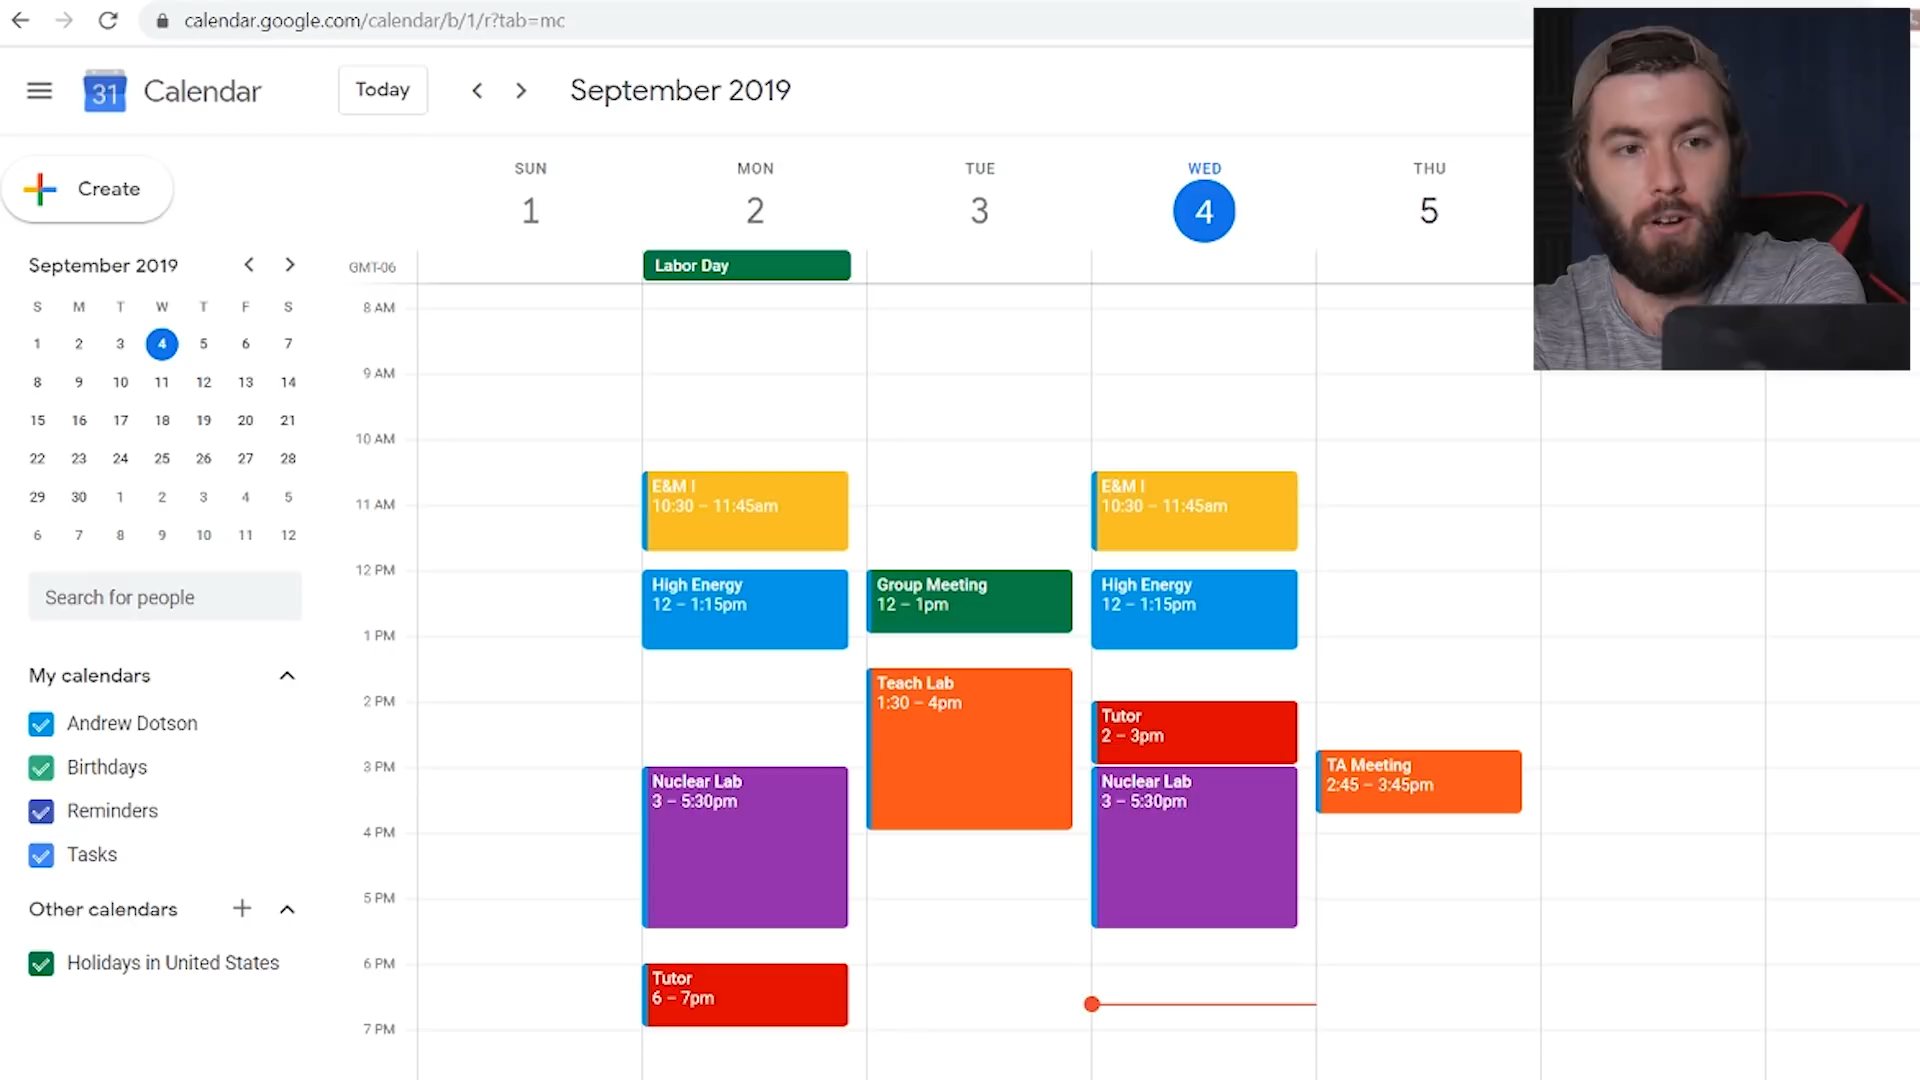 calendar.google.com/calendar/b/1/r?tab=mc
31 Calendar Today September 2019
Create
SUN MON TUE WED THU
1 2 3 4 5
GMT-06 Labor Day
September 2019
S M T W T F S
1 2 3 4 5 6 7
8 9 10 11 12 13 14
15 16 17 18 19 20 21
22 23 24 25 26 27 28
29 30 1 2 3 4 5
6 7 8 9 10 11 12
Search for people
My calendars
Andrew Dotson
Birthdays
Reminders
Tasks
Other calendars
Holidays in United States
8 AM
9 AM
10 AM
11 AM
12 PM
1 PM
2 PM
3 PM
4 PM
5 PM
6 PM
7 PM
E&M I
10:30 – 11:45am
High Energy
12 – 1:15pm
Nuclear Lab
3 – 5:30pm
Tutor
6 – 7pm
Group Meeting
12 – 1pm
Teach Lab
1:30 – 4pm
E&M I
10:30 – 11:45am
High Energy
12 – 1:15pm
Tutor
2 – 3pm
Nuclear Lab
3 – 5:30pm
TA Meeting
2:45 – 3:45pm